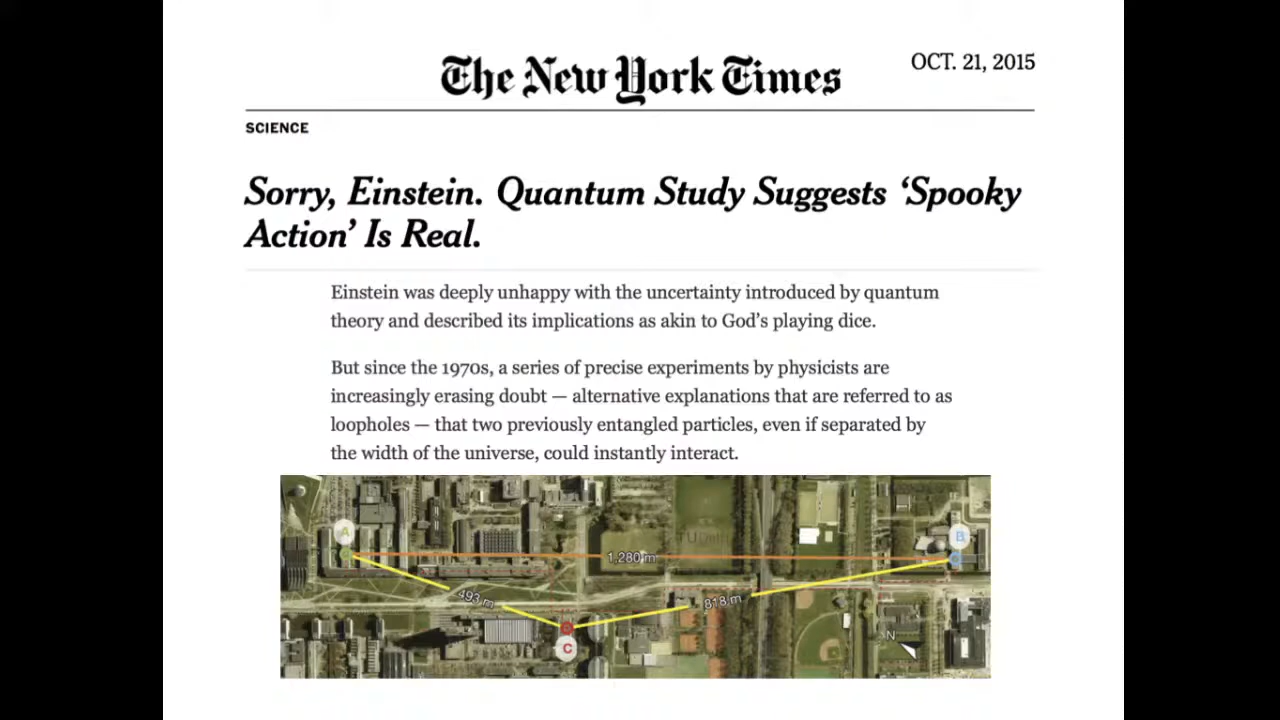 The New York Times
OCT. 21, 2015
SCIENCE
Sorry, Einstein. Quantum Study Suggests ‘Spooky
Action’ Is Real.
Einstein was deeply unhappy with the uncertainty introduced by quantum
theory and described its implications as akin to God’s playing dice.
But since the 1970s, a series of precise experiments by physicists are
increasingly erasing doubt — alternative explanations that are referred to as
loopholes — that two previously entangled particles, even if separated by
the width of the universe, could instantly interact.
A
B
1,280 m
493 m
818 m
C
N